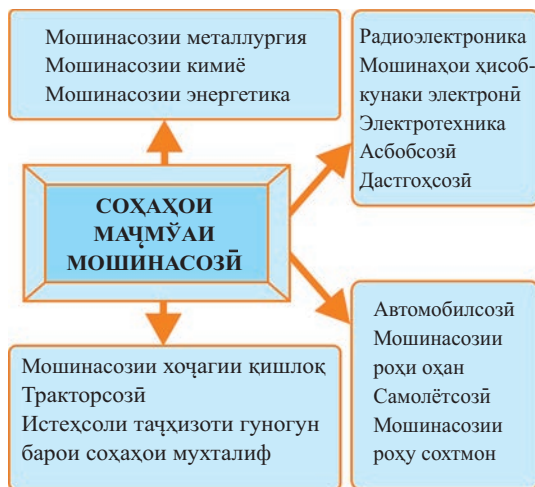 Мошинасозии металлургия
Мошинасозии кимиё
Мошинасозии энергетика
Радиоэлектроника
Мошинаҳои ҳисоб-
кунаки электронӣ
Электротехника
Асбобсозӣ
Дастгоҳсозӣ
СОҲАҲОИ
МАҶМӮАИ
МОШИНАСОЗӢ
Мошинасозии хоҷагии қишлоқ
Тракторсозӣ
Истеҳсоли таҷҳизоти гуногун
барои соҳаҳои мухталиф
Автомобилсозӣ
Мошинасозии
роҳи оҳан
Самолётсозӣ
Мошинасозии
роҳу сохтмон